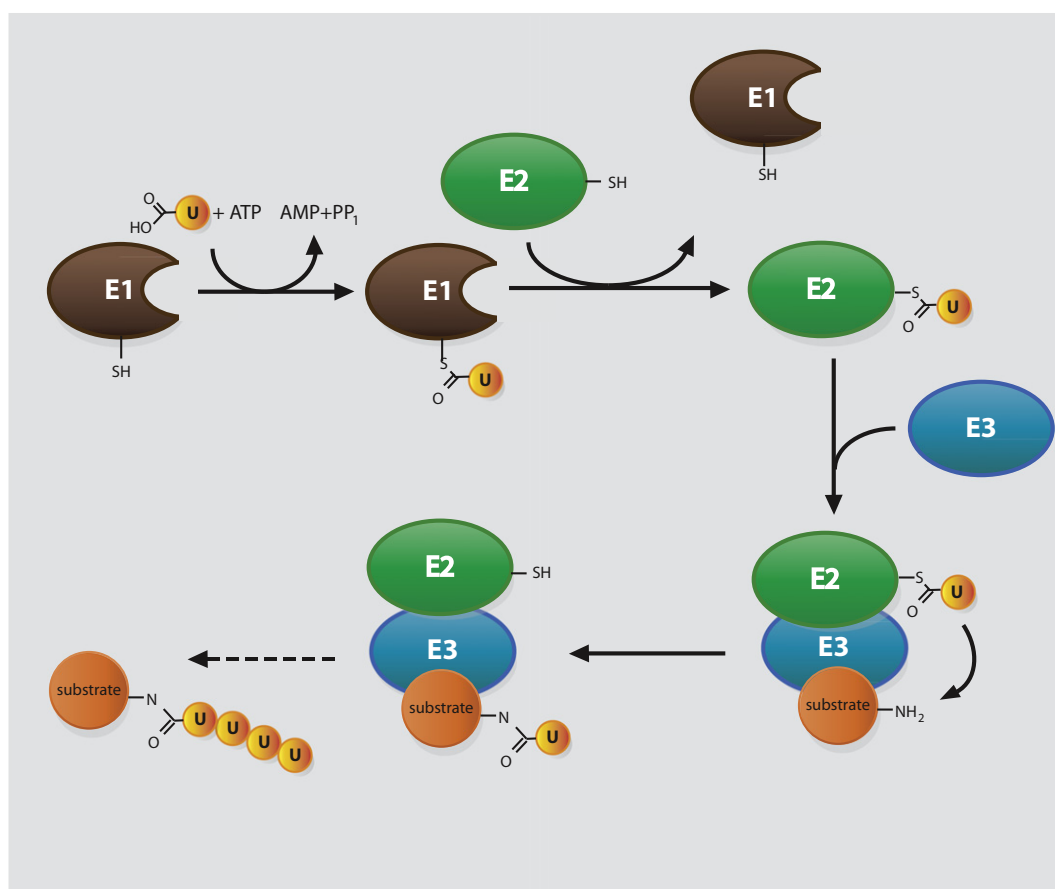 E1
SH
E2
SH
O
HO
U + ATP
AMP+PP1
E1
SH
E1
S
O
U
E2
S
O
U
E3
E2
S
O
U
E3
substrate
NH2
E2
SH
E3
substrate
N
O
U
substrate
N
O
U
U
U
U